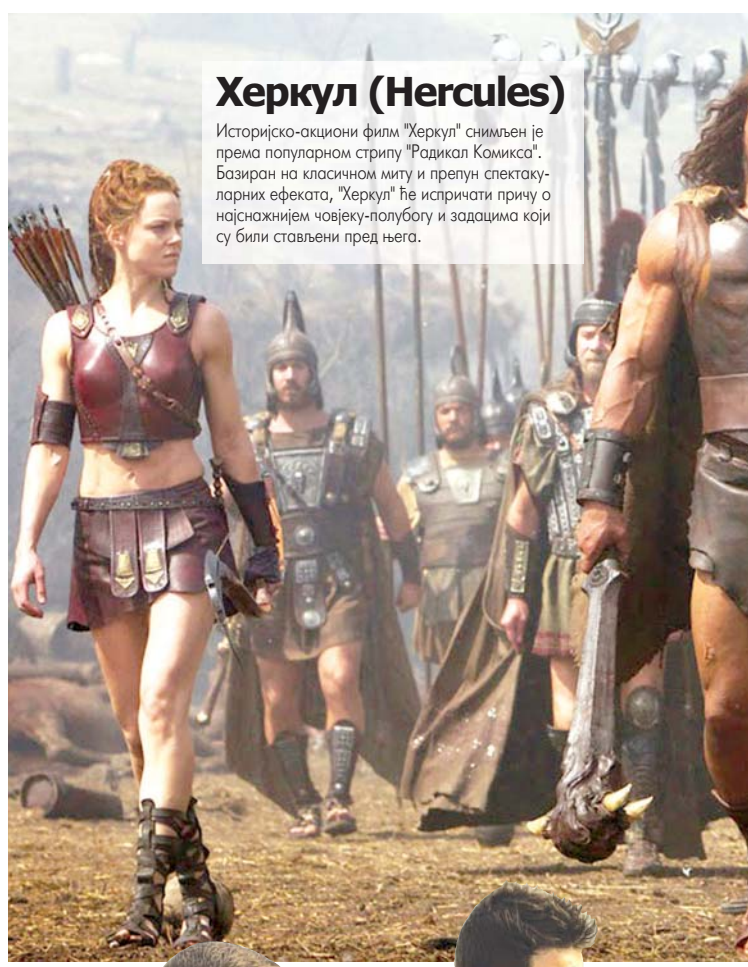 Херкул (Hercules)
Историјско-акциони филм "Херкул" снимљен је
према популарном стрипу "Радикал Комикса".
Базиран на класичном миту и препун спектаку-
ларних ефеката, "Херкул" ће испричати причу о
најснажнијем човјеку-полубогу и задацима који
су били стављени пред њега.